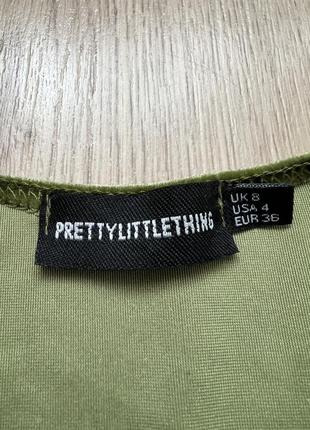 PRETTYLITTLETHING
UK 8
USA 4
EUR 36